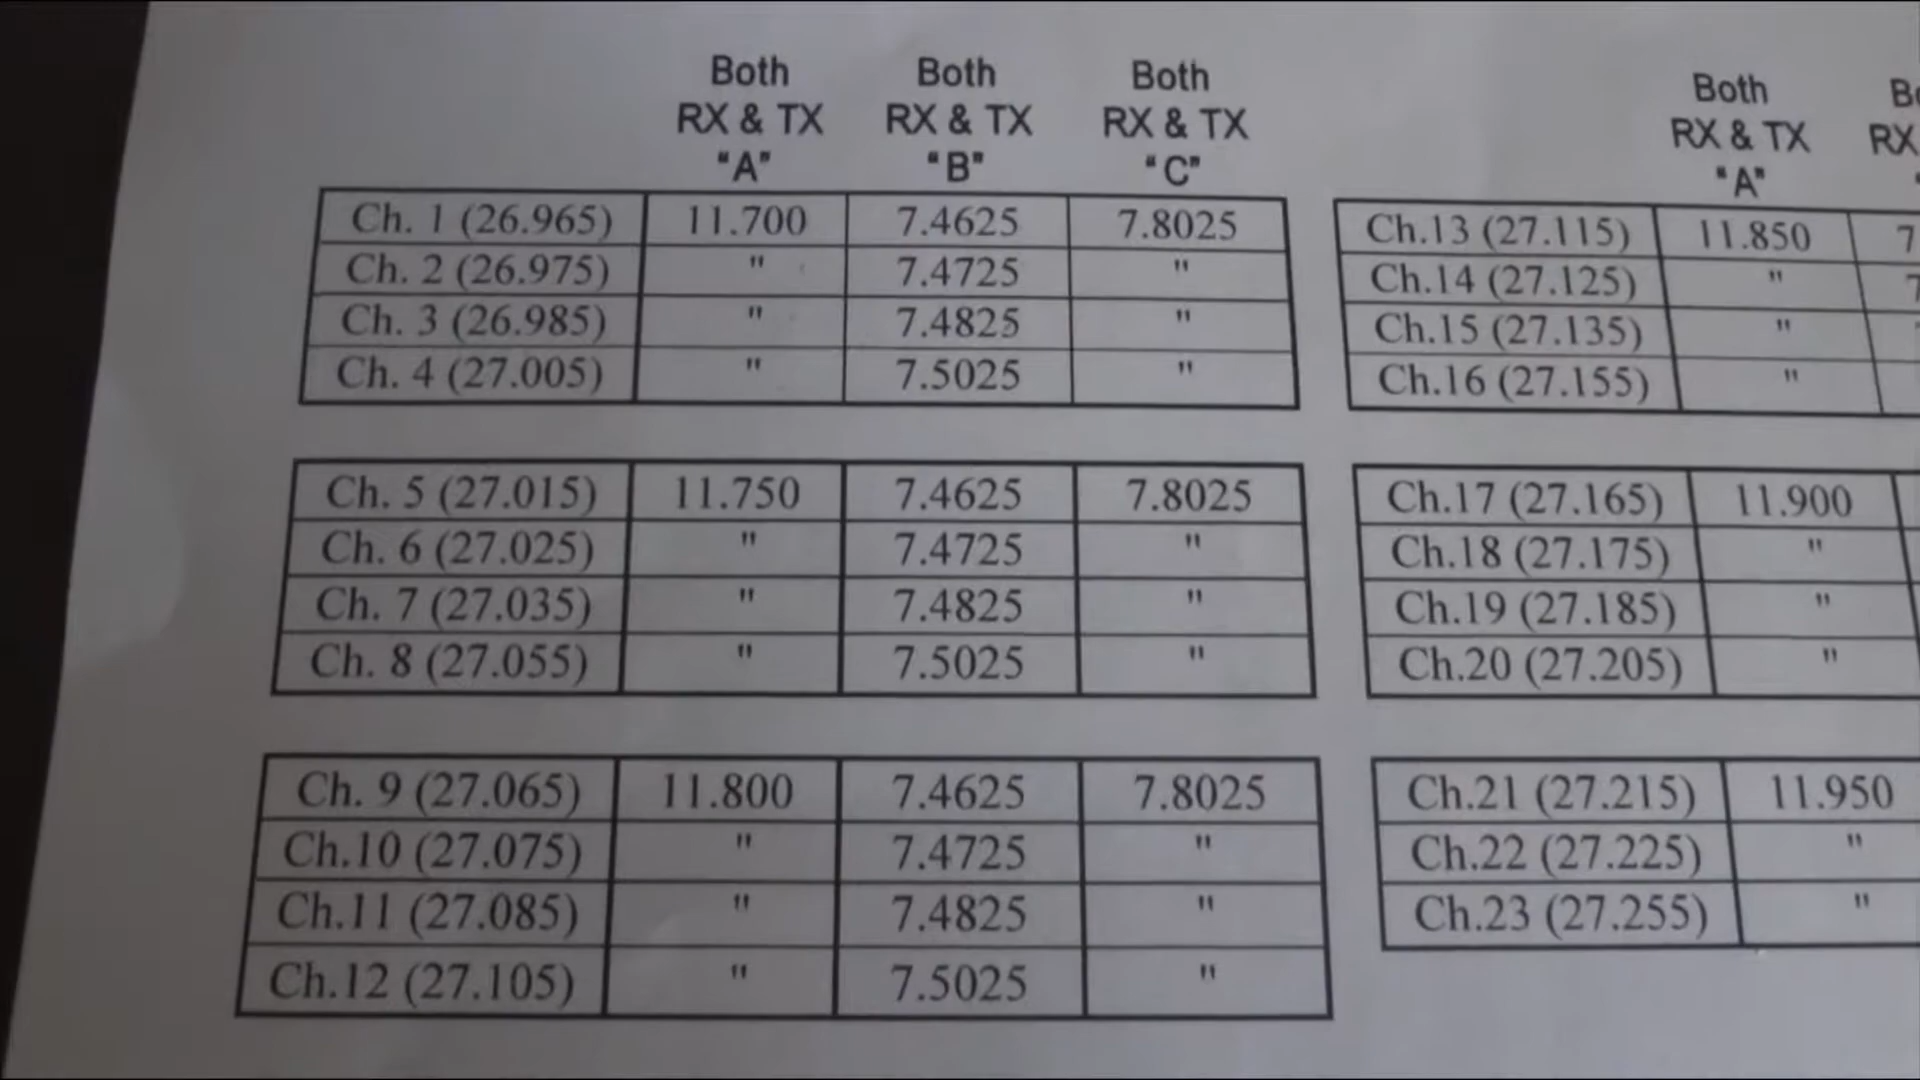 Both Both Both
RX & TX RX & TX RX & TX
"A" "B" "C"
Ch. 1 (26.965) 11.700 7.4625 7.8025
Ch. 2 (26.975) " 7.4725 "
Ch. 3 (26.985) " 7.4825 "
Ch. 4 (27.005) " 7.5025 "
Ch. 5 (27.015) 11.750 7.4625 7.8025
Ch. 6 (27.025) " 7.4725 "
Ch. 7 (27.035) " 7.4825 "
Ch. 8 (27.055) " 7.5025 "
Ch. 9 (27.065) 11.800 7.4625 7.8025
Ch.10 (27.075) " 7.4725 "
Ch.11 (27.085) " 7.4825 "
Ch.12 (27.105) " 7.5025 "
Both
RX & TX RX
"A"
Ch.13 (27.115) 11.850
Ch.14 (27.125) "
Ch.15 (27.135) "
Ch.16 (27.155) "
Ch.17 (27.165) 11.900
Ch.18 (27.175) "
Ch.19 (27.185) "
Ch.20 (27.205) "
Ch.21 (27.215) 11.950
Ch.22 (27.225) "
Ch.23 (27.255) "